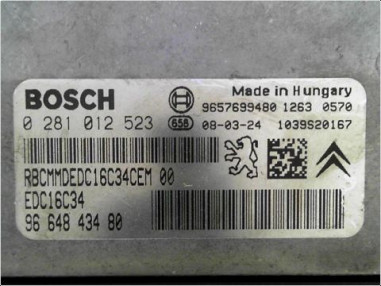 BOSCH
Made in Hungary
9657699480 1263 0570
0 281 012 523
658 08-03-24 1039S20167
RBCMMDEDC16C34CEM 00
EDC16C34
96 648 434 80